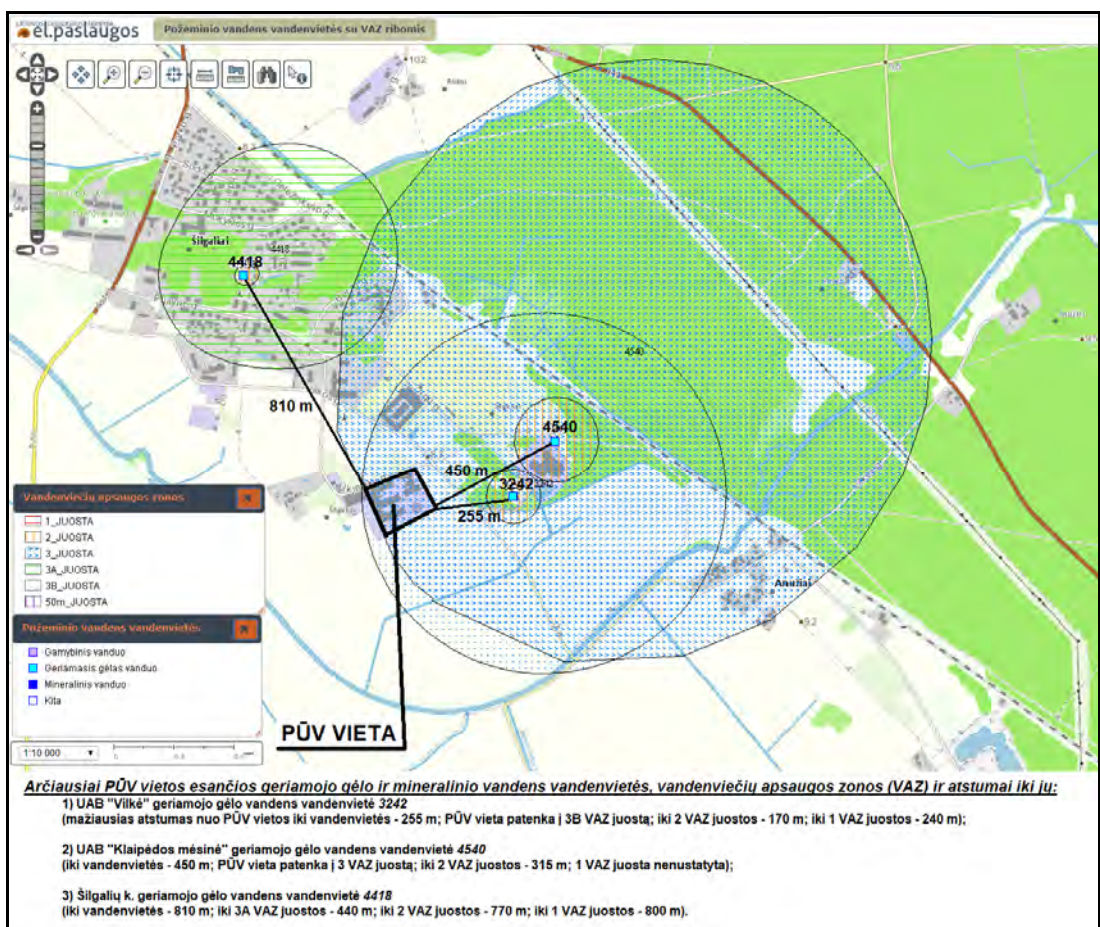 el.paslaugos
Požeminio vandens vandenvietės su VAZ ribomis
102
Šilgaliai
4418
4418
4540
810 m
4540
450 m
3242
255 m
Anužiai
9.2
Vandenviečių apsaugos zonos
1_JUOSTA
2_JUOSTA
3_JUOSTA
3A_JUOSTA
3B_JUOSTA
50m_JUOSTA
Požeminio vandens vandenvietės
Gamybinis vanduo
Geriamasis gėlas vanduo
Mineralinis vanduo
Kita
1:10 000
PŪV VIETA
Arčiausiai PŪV vietos esančios geriamojo gėlo ir mineralinio vandens vandenvietės, vandenviečių apsaugos zonos (VAZ) ir atstumai iki jų:
1) UAB "Vilkė" geriamojo gėlo vandens vandenvietė 3242
(mažiausias atstumas nuo PŪV vietos iki vandenvietės - 255 m; PŪV vieta patenka į 3B VAZ juostą; iki 2 VAZ juostos - 170 m; iki 1 VAZ juostos - 240 m);
2) UAB "Klaipėdos mėsinė" geriamojo gėlo vandens vandenvietė 4540
(iki vandenvietės - 450 m; PŪV vieta patenka į 3 VAZ juostą; iki 2 VAZ juostos - 315 m; 1 VAZ juosta nenustatyta);
3) Šilgalių k. geriamojo gėlo vandens vandenvietė 4418
(iki vandenvietės - 810 m; iki 3A VAZ juostos - 440 m; iki 2 VAZ juostos - 770 m; iki 1 VAZ juostos - 800 m).